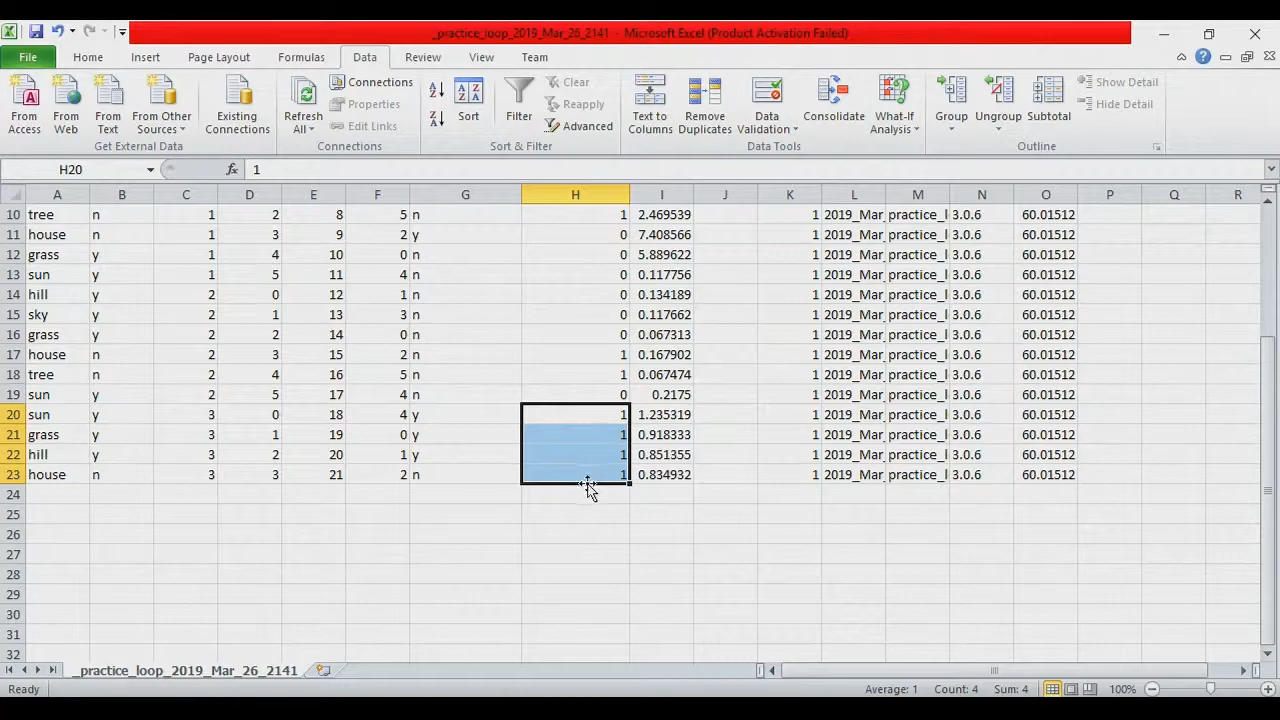 _practice_loop_2019_Mar_26_2141 - Microsoft Excel (Product Activation Failed)
File Home Insert Page Layout Formulas Data Review View Team
From Access From Web From Text From Other Sources Existing Connections
Get External Data
Refresh All Connections Properties Edit Links
Connections
Sort Filter Clear Reapply Advanced
Sort & Filter
Text to Columns Remove Duplicates Data Validation Consolidate What-If Analysis
Data Tools
Group Ungroup Subtotal Show Detail Hide Detail
Outline
H20 fx 1
A B C D E F G H I J K L M N O P Q R
10 tree n 1 2 8 5 n 1 2.469539 1 2019_Mar_ practice_l 3.0.6 60.01512
11 house n 1 3 9 2 y 0 7.408566 1 2019_Mar_ practice_l 3.0.6 60.01512
12 grass y 1 4 10 0 n 0 5.889622 1 2019_Mar_ practice_l 3.0.6 60.01512
13 sun y 1 5 11 4 n 0 0.117756 1 2019_Mar_ practice_l 3.0.6 60.01512
14 hill y 2 0 12 1 n 0 0.134189 1 2019_Mar_ practice_l 3.0.6 60.01512
15 sky y 2 1 13 3 n 0 0.117662 1 2019_Mar_ practice_l 3.0.6 60.01512
16 grass y 2 2 14 0 n 0 0.067313 1 2019_Mar_ practice_l 3.0.6 60.01512
17 house n 2 3 15 2 n 1 0.167902 1 2019_Mar_ practice_l 3.0.6 60.01512
18 tree n 2 4 16 5 n 1 0.067474 1 2019_Mar_ practice_l 3.0.6 60.01512
19 sun y 2 5 17 4 n 0 0.2175 1 2019_Mar_ practice_l 3.0.6 60.01512
20 sun y 3 0 18 4 y 1 1.235319 1 2019_Mar_ practice_l 3.0.6 60.01512
21 grass y 3 1 19 0 y 1 0.918333 1 2019_Mar_ practice_l 3.0.6 60.01512
22 hill y 3 2 20 1 y 1 0.851355 1 2019_Mar_ practice_l 3.0.6 60.01512
23 house n 3 3 21 2 n 1 0.834932 1 2019_Mar_ practice_l 3.0.6 60.01512
24
25
26
27
28
29
30
31
32
_practice_loop_2019_Mar_26_2141
Ready Average: 1 Count: 4 Sum: 4 100%